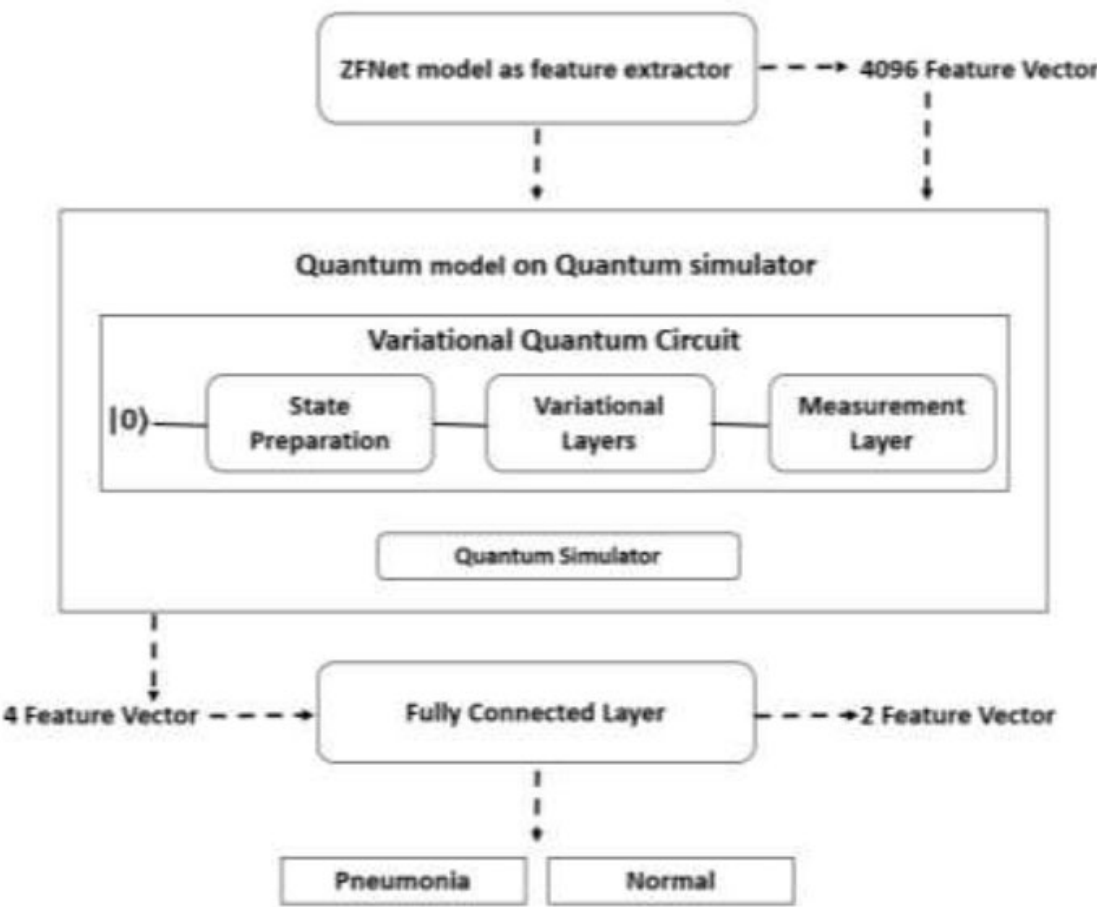 ZFNet model as feature extractor
4096 Feature Vector
Quantum model on Quantum simulator
Variational Quantum Circuit
|0⟩
State
Preparation
Variational
Layers
Measurement
Layer
Quantum Simulator
4 Feature Vector
Fully Connected Layer
2 Feature Vector
Pneumonia
Normal